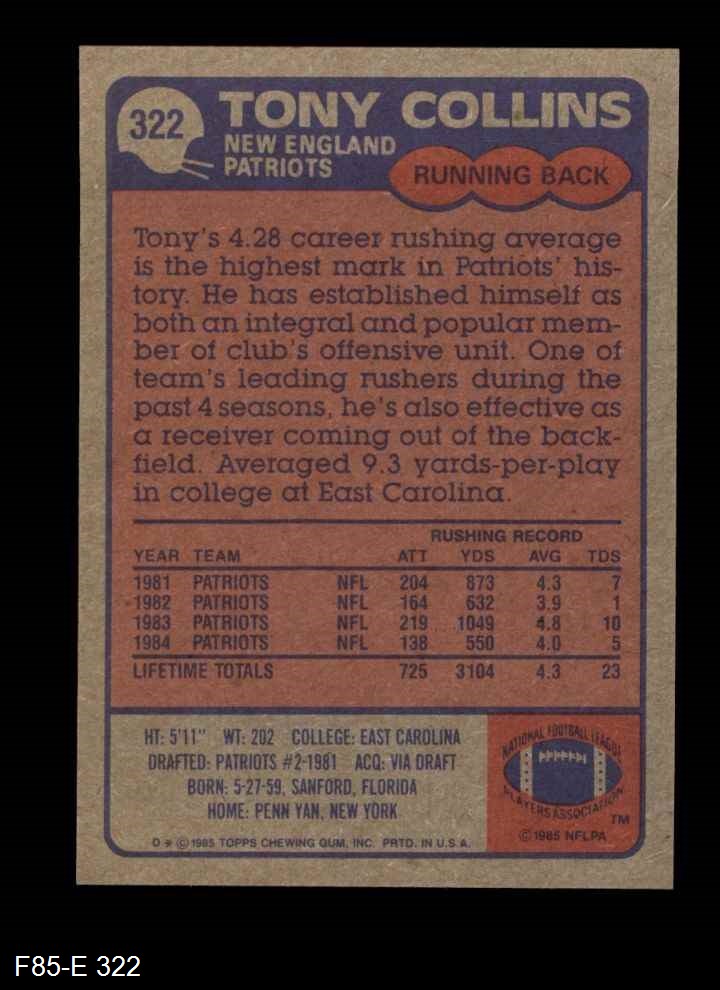 322
TONY COLLINS
NEW ENGLAND
PATRIOTS
RUNNING BACK
Tony's 4.28 career rushing average
is the highest mark in Patriots' his-
tory. He has established himself as
both an integral and popular mem-
ber of club's offensive unit. One of
team's leading rushers during the
past 4 seasons, he's also effective as
a receiver coming out of the back-
field. Averaged 9.3 yards-per-play
in college at East Carolina.
RUSHING RECORD
YEAR TEAM ATT YDS AVG TDS
1981 PATRIOTS NFL 204 873 4.3 7
1982 PATRIOTS NFL 164 632 3.9 1
1983 PATRIOTS NFL 219 1049 4.8 10
1984 PATRIOTS NFL 138 550 4.0 5
LIFETIME TOTALS 725 3104 4.3 23
HT: 5'11" WT: 202 COLLEGE: EAST CAROLINA
DRAFTED: PATRIOTS #2-1981 ACQ: VIA DRAFT
BORN: 5-27-59, SANFORD, FLORIDA
HOME: PENN YAN, NEW YORK
D * © 1985 TOPPS CHEWING GUM, INC. PRTD. IN U.S.A.
NATIONAL FOOTBALL LEAGUE
PLAYERS ASSOCIATION
TM
© 1985 NFLPA
F85-E 322